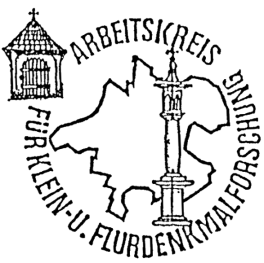 ARBEITSKREIS
FÜR KLEIN-U. FLURDENKMALFORSCHUNG